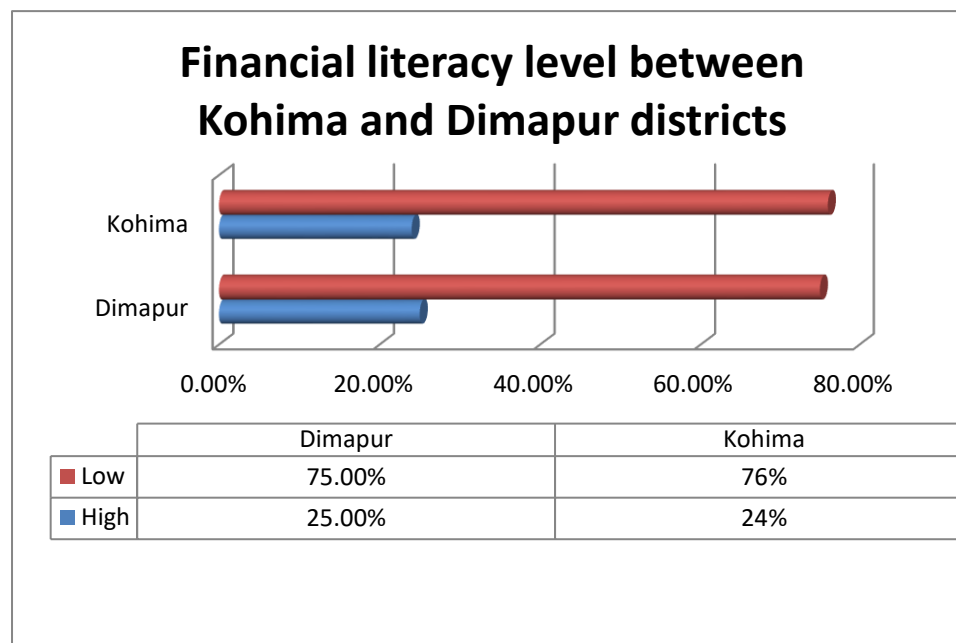 Financial literacy level between
Kohima and Dimapur districts
Kohima
Dimapur
0.00% 20.00% 40.00% 60.00% 80.00%
Dimapur Kohima
Low 75.00% 76%
High 25.00% 24%